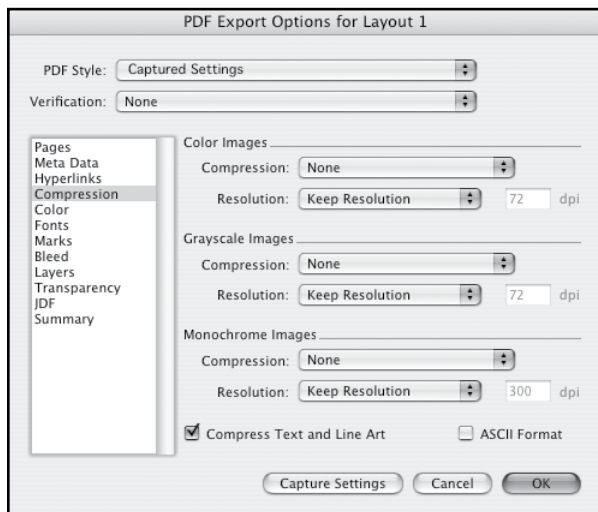 PDF Export Options for Layout 1
PDF Style: Captured Settings
Verification: None
Pages
Meta Data
Hyperlinks
Compression
Color
Fonts
Marks
Bleed
Layers
Transparency
JDF
Summary
Color Images
Compression: None
Resolution: Keep Resolution 72 dpi
Grayscale Images
Compression: None
Resolution: Keep Resolution 72 dpi
Monochrome Images
Compression: None
Resolution: Keep Resolution 300 dpi
Compress Text and Line Art ASCII Format
Capture Settings Cancel OK